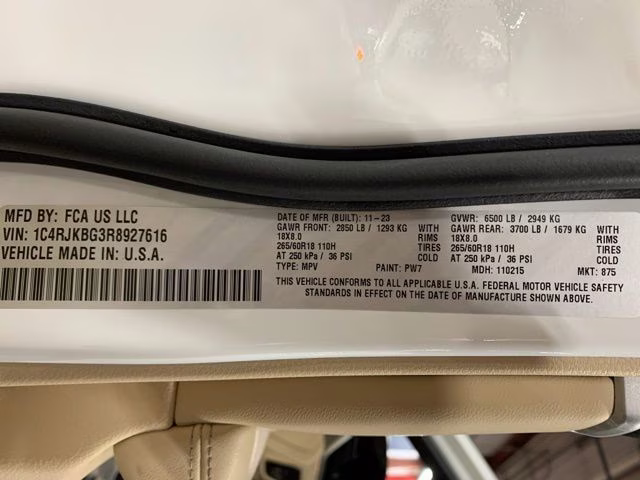 MFD BY: FCA US LLC
VIN: 1C4RJKBG3R8927616
VEHICLE MADE IN: U.S.A.
DATE OF MFR (BUILT): 11-23
GAWR FRONT: 2850 LB / 1293 KG WITH
18X8.0 RIMS
265/60R18 110H TIRES
AT 250 kPa / 36 PSI COLD
TYPE: MPV PAINT: PW7
GVWR: 6500 LB / 2949 KG
GAWR REAR: 3700 LB / 1679 KG WITH
18X8.0 RIMS
265/60R18 110H TIRES
AT 250 kPa / 36 PSI COLD
MDH: 110215 MKT: 875
THIS VEHICLE CONFORMS TO ALL APPLICABLE U.S.A. FEDERAL MOTOR VEHICLE SAFETY
STANDARDS IN EFFECT ON THE DATE OF MANUFACTURE SHOWN ABOVE.